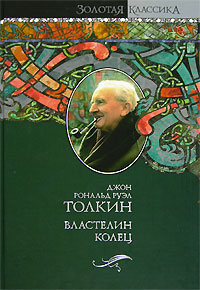 ЗОЛОТАЯ КЛАССИКА
ДЖОН
РОНАЛЬД РУЭЛ
ТОЛКИН
ВЛАСТЕЛИН
КОЛЕЦ